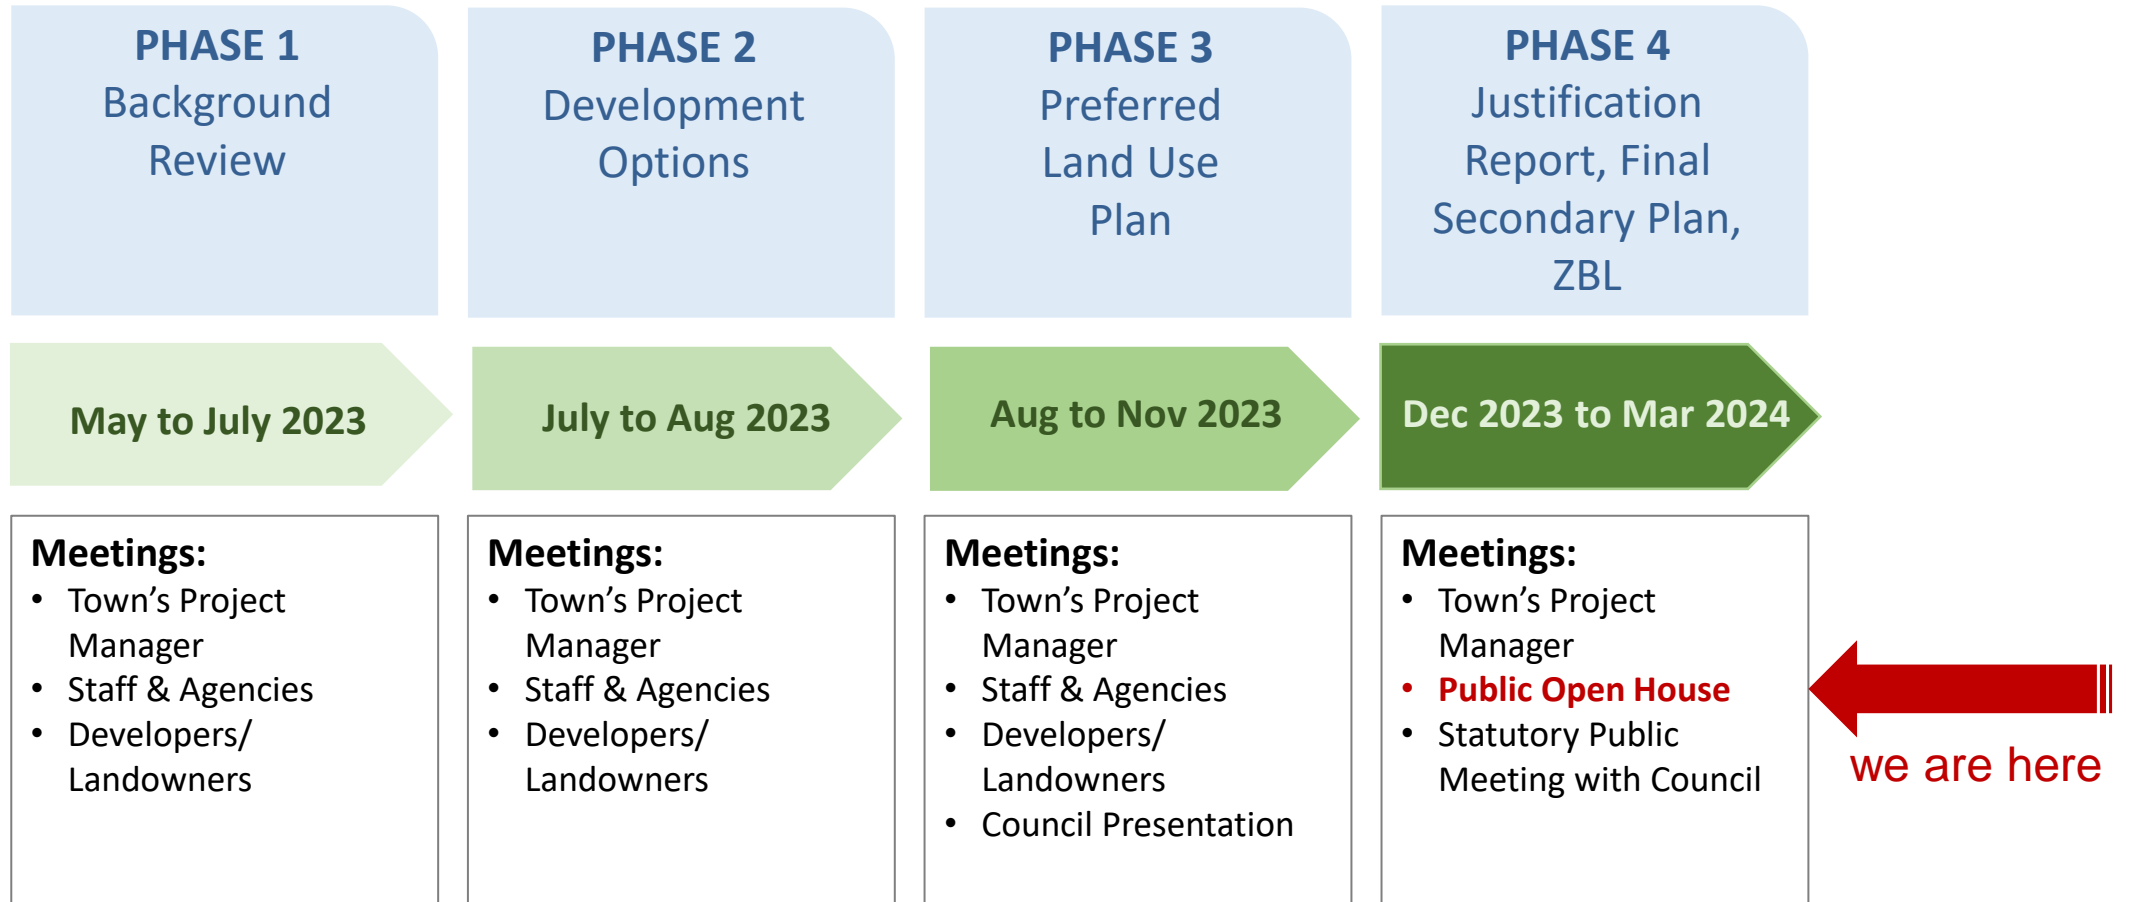 PHASE 1
Background
Review
PHASE 2
Development
Options
PHASE 3
Preferred
Land Use
Plan
PHASE 4
Justification
Report, Final
Secondary Plan,
ZBL
May to July 2023
July to Aug 2023
Aug to Nov 2023
Dec 2023 to Mar 2024
Meetings:
• Town’s Project
Manager
• Staff & Agencies
• Developers/
Landowners
Meetings:
• Town’s Project
Manager
• Staff & Agencies
• Developers/
Landowners
Meetings:
• Town’s Project
Manager
• Staff & Agencies
• Developers/
Landowners
• Council Presentation
Meetings:
• Town’s Project
Manager
• Public Open House
• Statutory Public
Meeting with Council
we are here